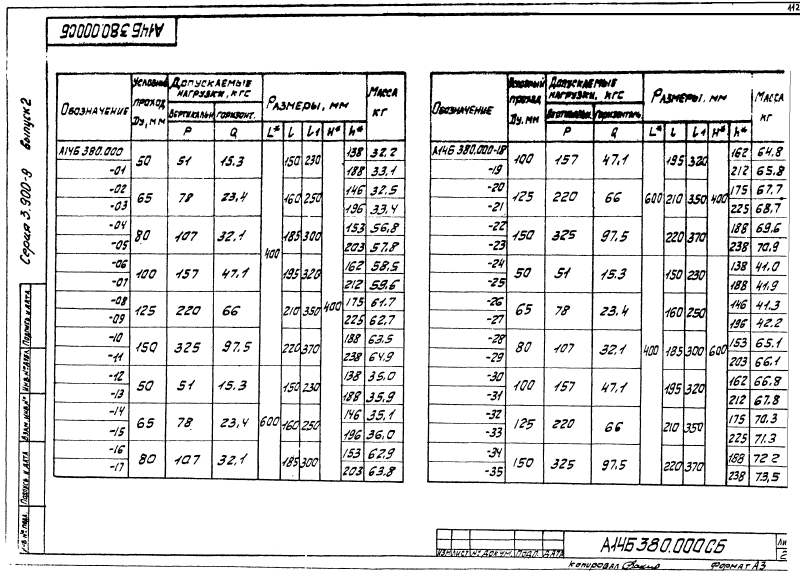 112
А14Б 380.000СБ
Серия 3.900-9 выпуск 2
Обозначение | Условный проход Ду, мм | Допускаемые нагрузки, кгс | Размеры, мм | Масса кг
вертикальн. P | горизонт. Q | L* | l | l1 | H* | h*
А14Б 380.000 | 50 | 51 | 15.3 | 400 | 150 | 230 | 400 | 138 | 32.2
-01 | 188 | 33.1
-02 | 65 | 78 | 23,4 | 160 | 250 | 146 | 32.5
-03 | 196 | 33,4
-04 | 80 | 107 | 32.1 | 185 | 300 | 153 | 56,8
-05 | 203 | 57.8
-06 | 100 | 157 | 47.1 | 195 | 320 | 162 | 58,5
-07 | 212 | 59.6
-08 | 125 | 220 | 66 | 210 | 350 | 175 | 61.7
-09 | 225 | 62.7
-10 | 150 | 325 | 97.5 | 220 | 370 | 188 | 63.5
-11 | 238 | 64.9
-12 | 50 | 51 | 15.3 | 600 | 150 | 230 | 138 | 35.0
-13 | 188 | 35.9
-14 | 65 | 78 | 23,4 | 160 | 250 | 146 | 35.1
-15 | 196 | 36,0
-16 | 80 | 107 | 32.1 | 185 | 300 | 153 | 62.9
-17 | 203 | 63.8
Обозначение | Условный проход Ду, мм | Допускаемые нагрузки, кгс | Размеры, мм | Масса кг
Вертикальн. P | горизонталь. Q | L* | l | l1 | H* | h*
А14Б 380.000-18 | 100 | 157 | 47.1 | 600 | 195 | 320 | 400 | 162 | 64,8
-19 | 212 | 65.8
-20 | 125 | 220 | 66 | 210 | 350 | 175 | 67.7
-21 | 225 | 68,7
-22 | 150 | 325 | 97.5 | 220 | 370 | 188 | 69.6
-23 | 238 | 70.9
-24 | 50 | 51 | 15.3 | 400 | 150 | 230 | 600 | 138 | 41.0
-25 | 188 | 41.9
-26 | 65 | 78 | 23.4 | 160 | 250 | 146 | 41.3
-27 | 196 | 42.2
-28 | 80 | 107 | 32.1 | 185 | 300 | 153 | 65.1
-29 | 203 | 66.1
-30 | 100 | 157 | 47.1 | 195 | 320 | 162 | 66.8
-31 | 212 | 67.8
-32 | 125 | 220 | 66 | 210 | 350 | 175 | 70.3
-33 | 225 | 71.3
-34 | 150 | 325 | 97.5 | 220 | 370 | 188 | 72 2
-35 | 238 | 73,5
Инв.№ подл. Подпись и дата Взам.инв.№ Инв.№ дубл. Подпись и дата
Изм Лист № докум. Подп. Дата
А14Б380.000СБ
Ли
Копировал Формат А3